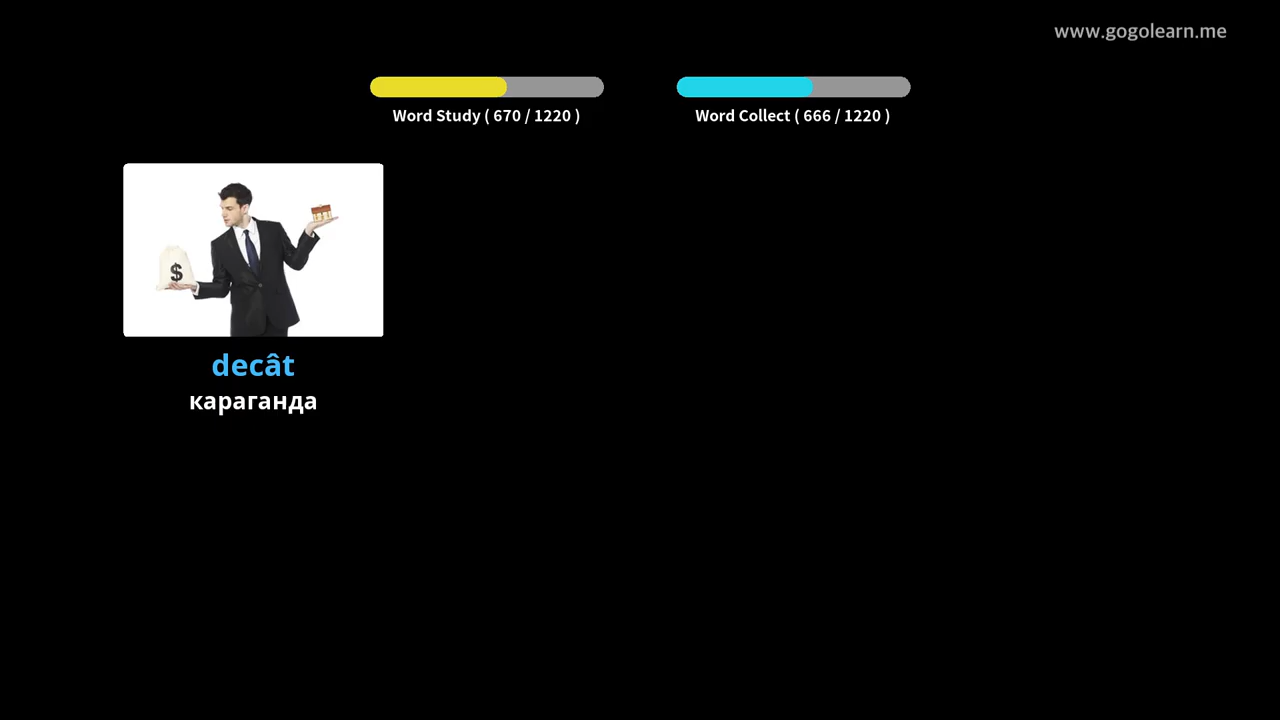 www.gogolearn.me
Word Study ( 670 / 1220 )
Word Collect ( 666 / 1220 )
$
decât
караганда